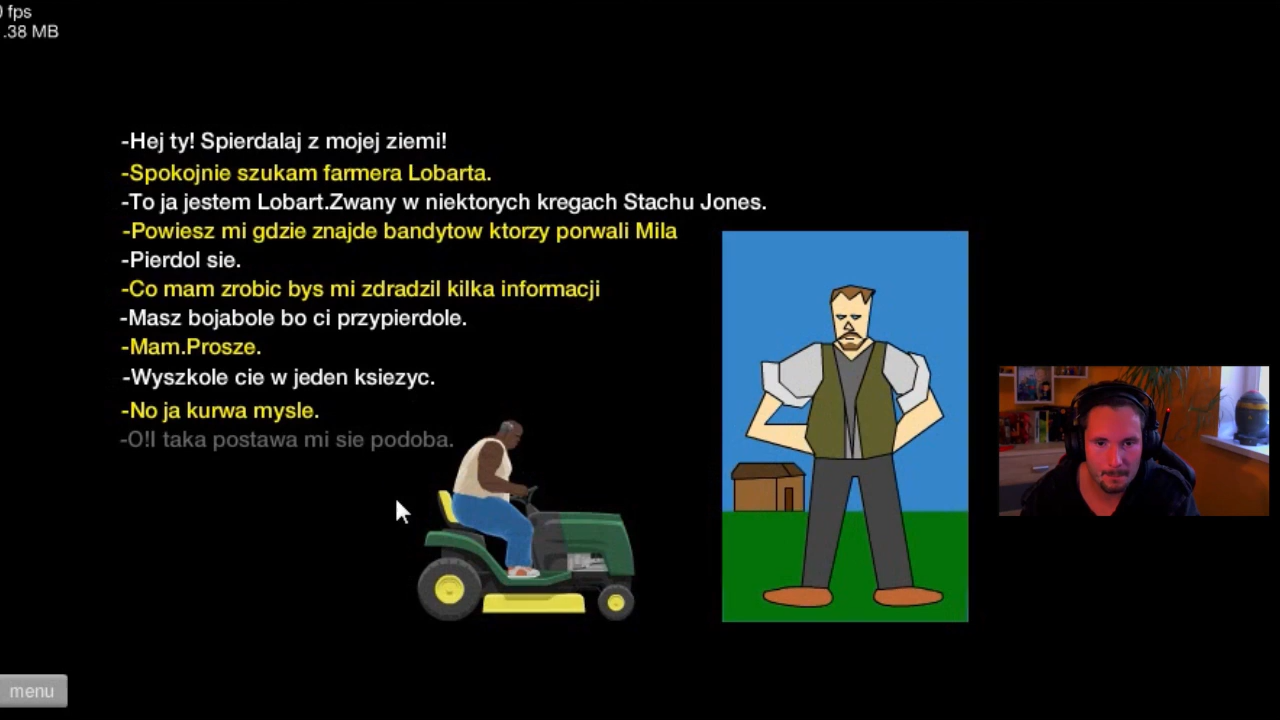 ) fps
.38 MB
-Hej ty! Spierdalaj z mojej ziemi!
-Spokojnie szukam farmera Lobarta.
-To ja jestem Lobart.Zwany w niektorych kregach Stachu Jones.
-Powiesz mi gdzie znajde bandytow ktorzy porwali Mila
-Pierdol sie.
-Co mam zrobic bys mi zdradzil kilka informacji
-Masz bojabole bo ci przypierdole.
-Mam.Prosze.
-Wyszkole cie w jeden ksiezyc.
-No ja kurwa mysle.
-O!I taka postawa mi sie podoba.
menu